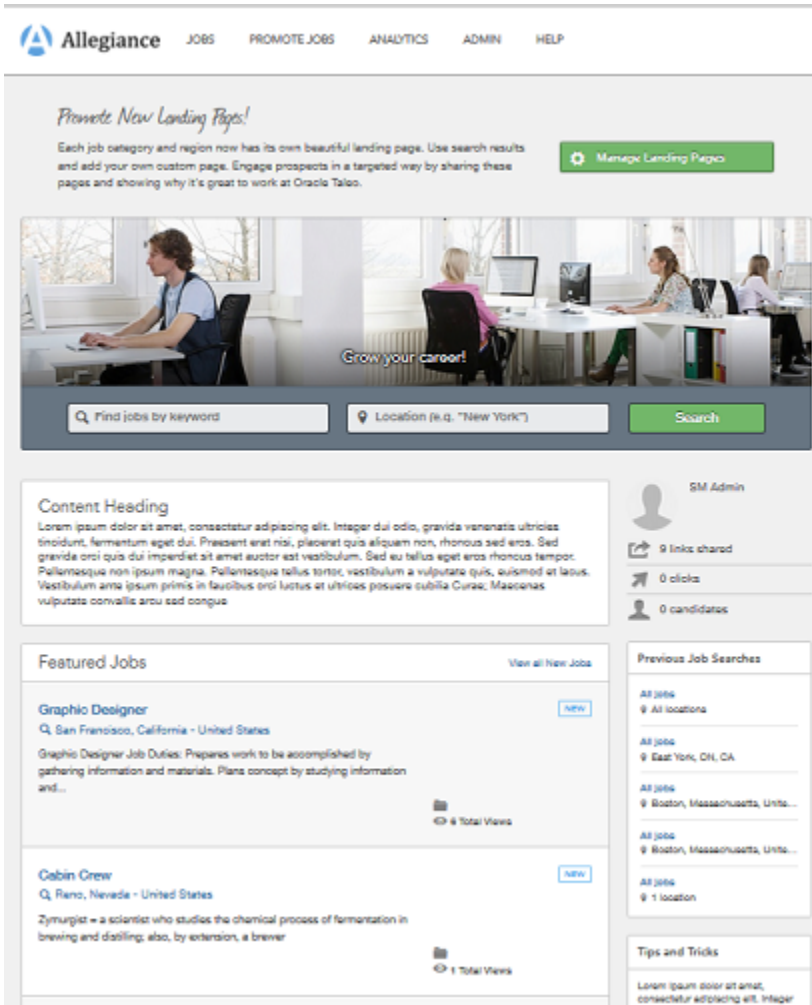 Allegiance JOBS PROMOTE JOBS ANALYTICS ADMIN HELP
Promote New Landing Pages!
Each job category and region now has its own beautiful landing page. Use search results
and add your own custom page. Engage prospects in a targeted way by sharing these
pages and showing why it's great to work at Oracle Taleo.
Manage Landing Pages
Grow your career!
Find jobs by keyword
Location (e.g. "New York")
Search
Content Heading
Lorem ipsum dolor sit amet, consectetur adipiscing elit. Integer dui odio, gravida venenatis ultricies
tincidunt, fermentum eget dui. Praesent erat nisi, placerat quis aliquam non, rhoncus sed eros. Sed
gravida orci quis dui imperdiet sit amet auctor est vestibulum. Sed eu tellus eget eros rhoncus tempor.
Pellentesque non ipsum magna. Pellentesque tellus tortor, vestibulum a vulputate quis, euismod et lacus.
Vestibulum ante ipsum primis in faucibus orci luctus et ultrices posuere cubilia Curae; Maecenas
vulputate convallis arcu sed congue
SM Admin
9 links shared
0 clicks
0 candidates
Featured Jobs
View all New Jobs
Graphic Designer
NEW
San Francisco, California - United States
Graphic Designer Job Duties: Prepares work to be accomplished by
gathering information and materials. Plans concept by studying information
and...
6 Total Views
Cabin Crew
NEW
Reno, Nevada - United States
Zymurgist = a scientist who studies the chemical process of fermentation in
brewing and distilling; also, by extension, a brewer
1 Total Views
Previous Job Searches
All jobs
All locations
All jobs
East York, ON, CA
All jobs
Boston, Massachusetts, Unite...
All jobs
Boston, Massachusetts, Unite...
All jobs
1 location
Tips and Tricks
Lorem ipsum dolor sit amet,
consectetur adipiscing elit. Integer